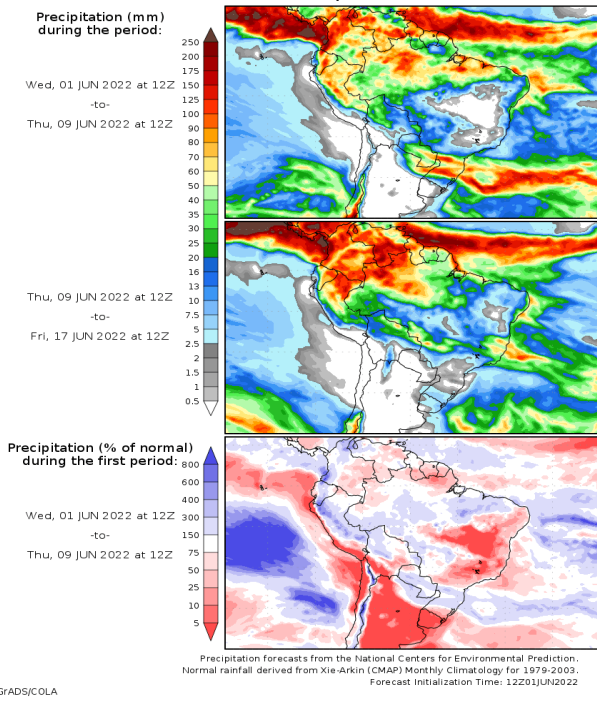 Precipitation (mm)
during the period:
250
200
175
150
125
100
90
80
70
60
50
40
35
30
25
20
16
13
10
7.5
5
2.5
2
1.5
1
0.5
Wed, 01 JUN 2022 at 12Z
-to-
Thu, 09 JUN 2022 at 12Z
Thu, 09 JUN 2022 at 12Z
-to-
Fri, 17 JUN 2022 at 12Z
Precipitation (% of normal)
during the first period:
800
600
400
300
150
75
50
25
10
5
Wed, 01 JUN 2022 at 12Z
-to-
Thu, 09 JUN 2022 at 12Z
Precipitation forecasts from the National Centers for Environmental Prediction.
Normal rainfall derived from Xie-Arkin (CMAP) Monthly Climatology for 1979-2003.
Forecast Initialization Time: 12Z01JUN2022
GrADS/COLA